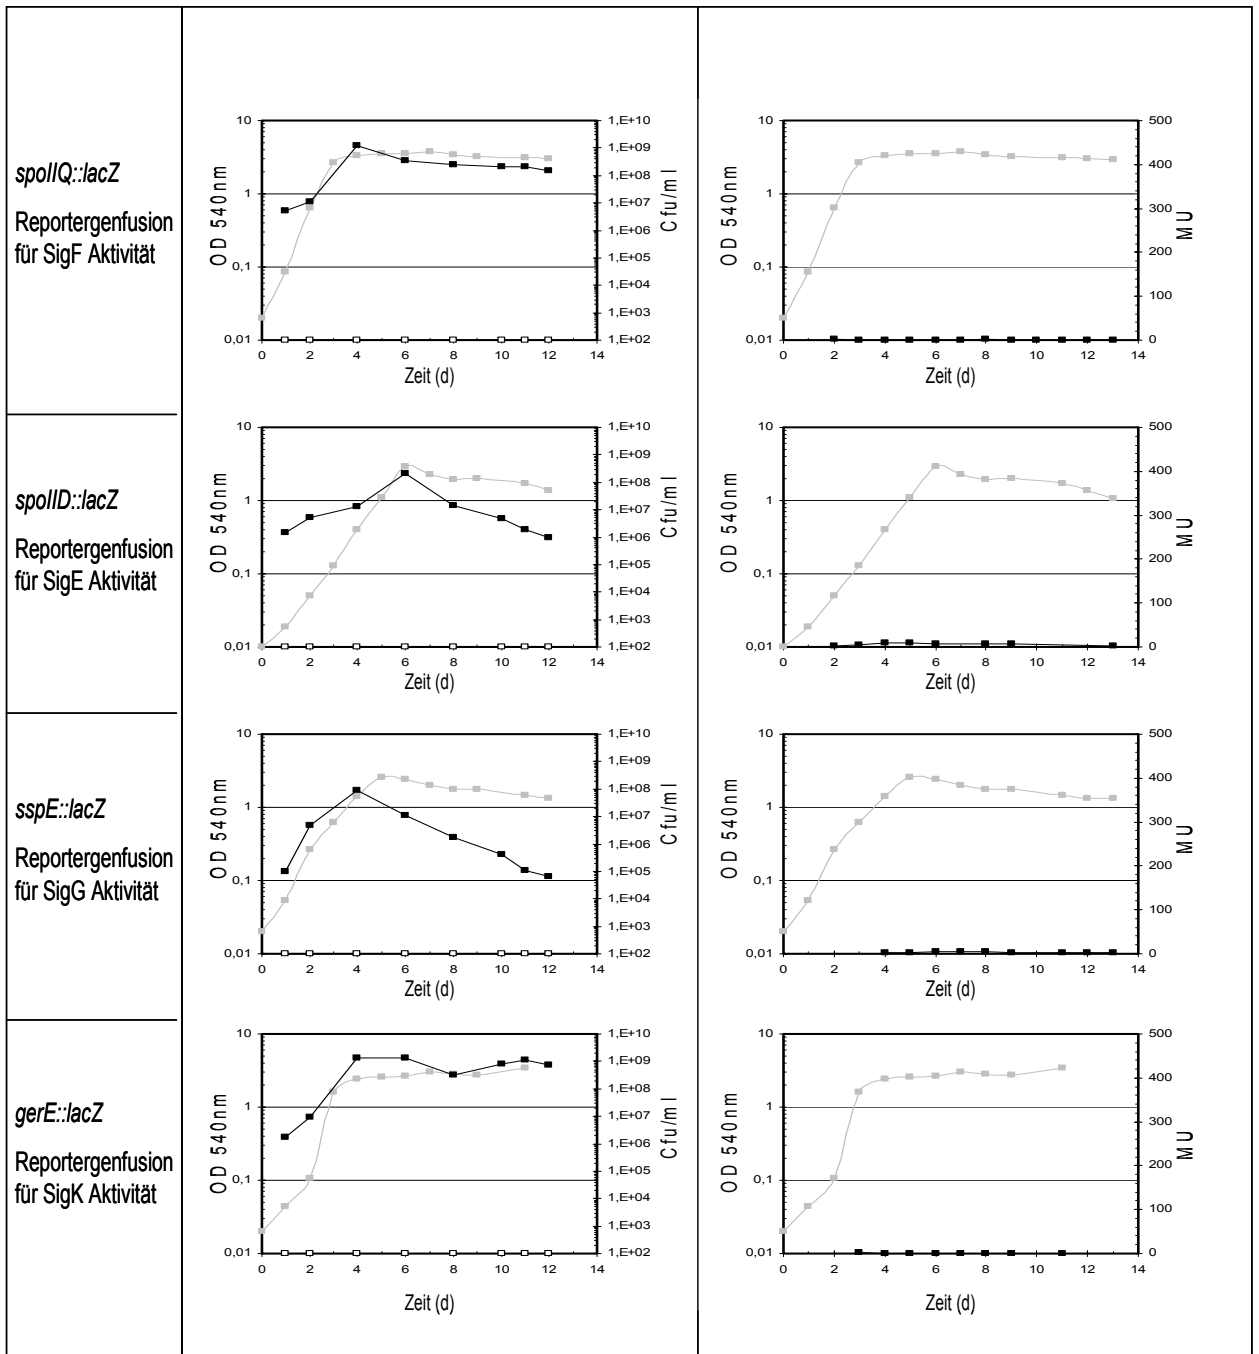 spoIIQ::lacZ
Reportergenfusion
für SigF Aktivität
OD 540nm
10
1
0,1
0,01
0 2 4 6 8 10 12 14
Zeit (d)
1,E+10
1,E+09
1,E+08
1,E+07
1,E+06
1,E+05
1,E+04
1,E+03
1,E+02
Cfu/ml
OD 540nm
10
1
0,1
0,01
0 2 4 6 8 10 12 14
Zeit (d)
500
400
300
200
100
0
MU
spoIID::lacZ
Reportergenfusion
für SigE Aktivität
OD 540nm
10
1
0,1
0,01
0 2 4 6 8 10 12 14
Zeit (d)
1,E+10
1,E+09
1,E+08
1,E+07
1,E+06
1,E+05
1,E+04
1,E+03
1,E+02
Cfu/ml
OD 540nm
10
1
0,1
0,01
0 2 4 6 8 10 12 14
Zeit (d)
500
400
300
200
100
0
MU
sspE::lacZ
Reportergenfusion
für SigG Aktivität
OD 540nm
10
1
0,1
0,01
0 2 4 6 8 10 12 14
Zeit (d)
1,E+10
1,E+09
1,E+08
1,E+07
1,E+06
1,E+05
1,E+04
1,E+03
1,E+02
Cfu/ml
OD 540nm
10
1
0,1
0,01
0 2 4 6 8 10 12 14
Zeit (d)
500
400
300
200
100
0
MU
gerE::lacZ
Reportergenfusion
für SigK Aktivität
OD 540nm
10
1
0,1
0,01
0 2 4 6 8 10 12 14
Zeit (d)
1,E+10
1,E+09
1,E+08
1,E+07
1,E+06
1,E+05
1,E+04
1,E+03
1,E+02
Cfu/ml
OD 540nm
10
1
0,1
0,01
0 2 4 6 8 10 12 14
Zeit (d)
500
400
300
200
100
0
MU